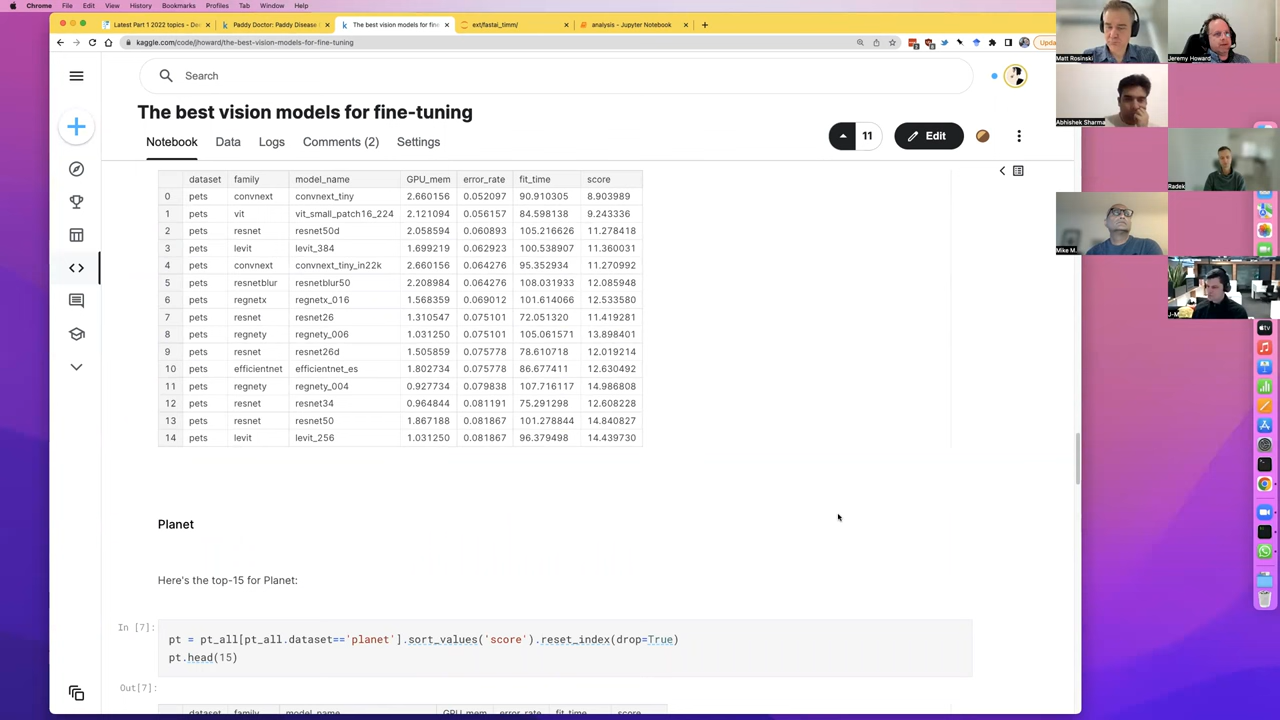 Chrome File Edit View History Bookmarks Profiles Tab Window Help
Latest Part 1 2022 topics - De
Paddy Doctor: Paddy Disease
The best vision models for fin
ext/fastai_timm/
analysis - Jupyter Notebook
kaggle.com/code/jhoward/the-best-vision-models-for-fine-tuning
Upda
Search
The best vision models for fine-tuning
11
Edit
Notebook Data Logs Comments (2) Settings
dataset family model_name GPU_mem error_rate fit_time score
0 pets convnext convnext_tiny 2.660156 0.052097 90.910305 8.903989
1 pets vit vit_small_patch16_224 2.121094 0.056157 84.598138 9.243336
2 pets resnet resnet50d 2.058594 0.060893 105.216626 11.278418
3 pets levit levit_384 1.699219 0.062923 100.538907 11.360031
4 pets convnext convnext_tiny_in22k 2.660156 0.064276 95.352934 11.270992
5 pets resnetblur resnetblur50 2.208984 0.064276 108.031933 12.085948
6 pets regnetx regnetx_016 1.568359 0.069012 101.614066 12.533580
7 pets resnet resnet26 1.310547 0.075101 72.051320 11.419281
8 pets regnety regnety_006 1.031250 0.075101 105.061571 13.898401
9 pets resnet resnet26d 1.505859 0.075778 78.610718 12.019214
10 pets efficientnet efficientnet_es 1.802734 0.075778 86.677411 12.630492
11 pets regnety regnety_004 0.927734 0.079838 107.716117 14.986808
12 pets resnet resnet34 0.964844 0.081191 75.291298 12.608228
13 pets resnet resnet50 1.867188 0.081867 101.278844 14.840827
14 pets levit levit_256 1.031250 0.081867 96.379498 14.439730
Planet
Here's the top-15 for Planet:
In [7]:
pt = pt_all[pt_all.dataset=='planet'].sort_values('score').reset_index(drop=True)
pt.head(15)
Out[7]:
dataset family model_name GPU_mem error_rate fit_time score
Matt Rosinski
Jeremy Howard
Abhishek Sharma
Radek
Mike M.
J-M